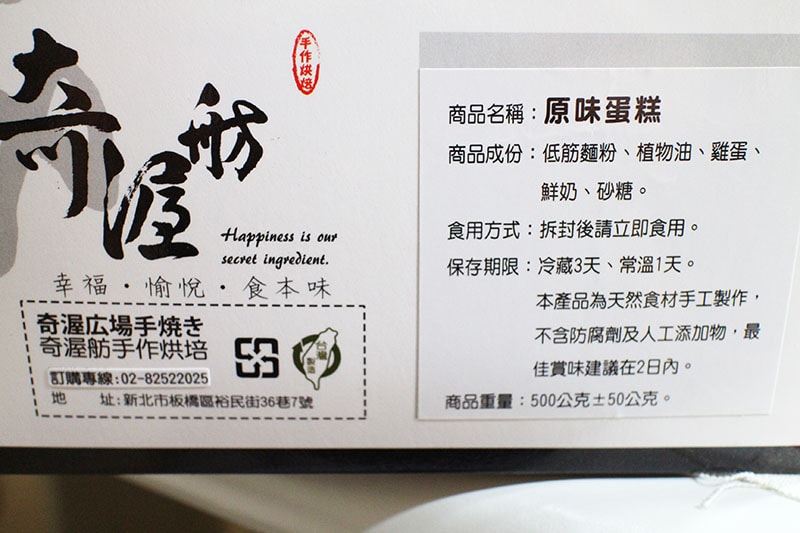 奇渥舫
手作烘焙
Happiness is our
secret ingredient.
幸福・愉悅・食本味
奇渥広場手焼き
奇渥舫手作烘培
訂購專線:02-82522025
地 址:新北市板橋區裕民街36巷7號
台灣
製造
商品名稱：原味蛋糕
商品成份：低筋麵粉、植物油、雞蛋、
鮮奶、砂糖。
食用方式：拆封後請立即食用。
保存期限：冷藏3天、常溫1天。
本產品為天然食材手工製作，
不含防腐劑及人工添加物，最
佳賞味建議在2日內。
商品重量：500公克±50公克。